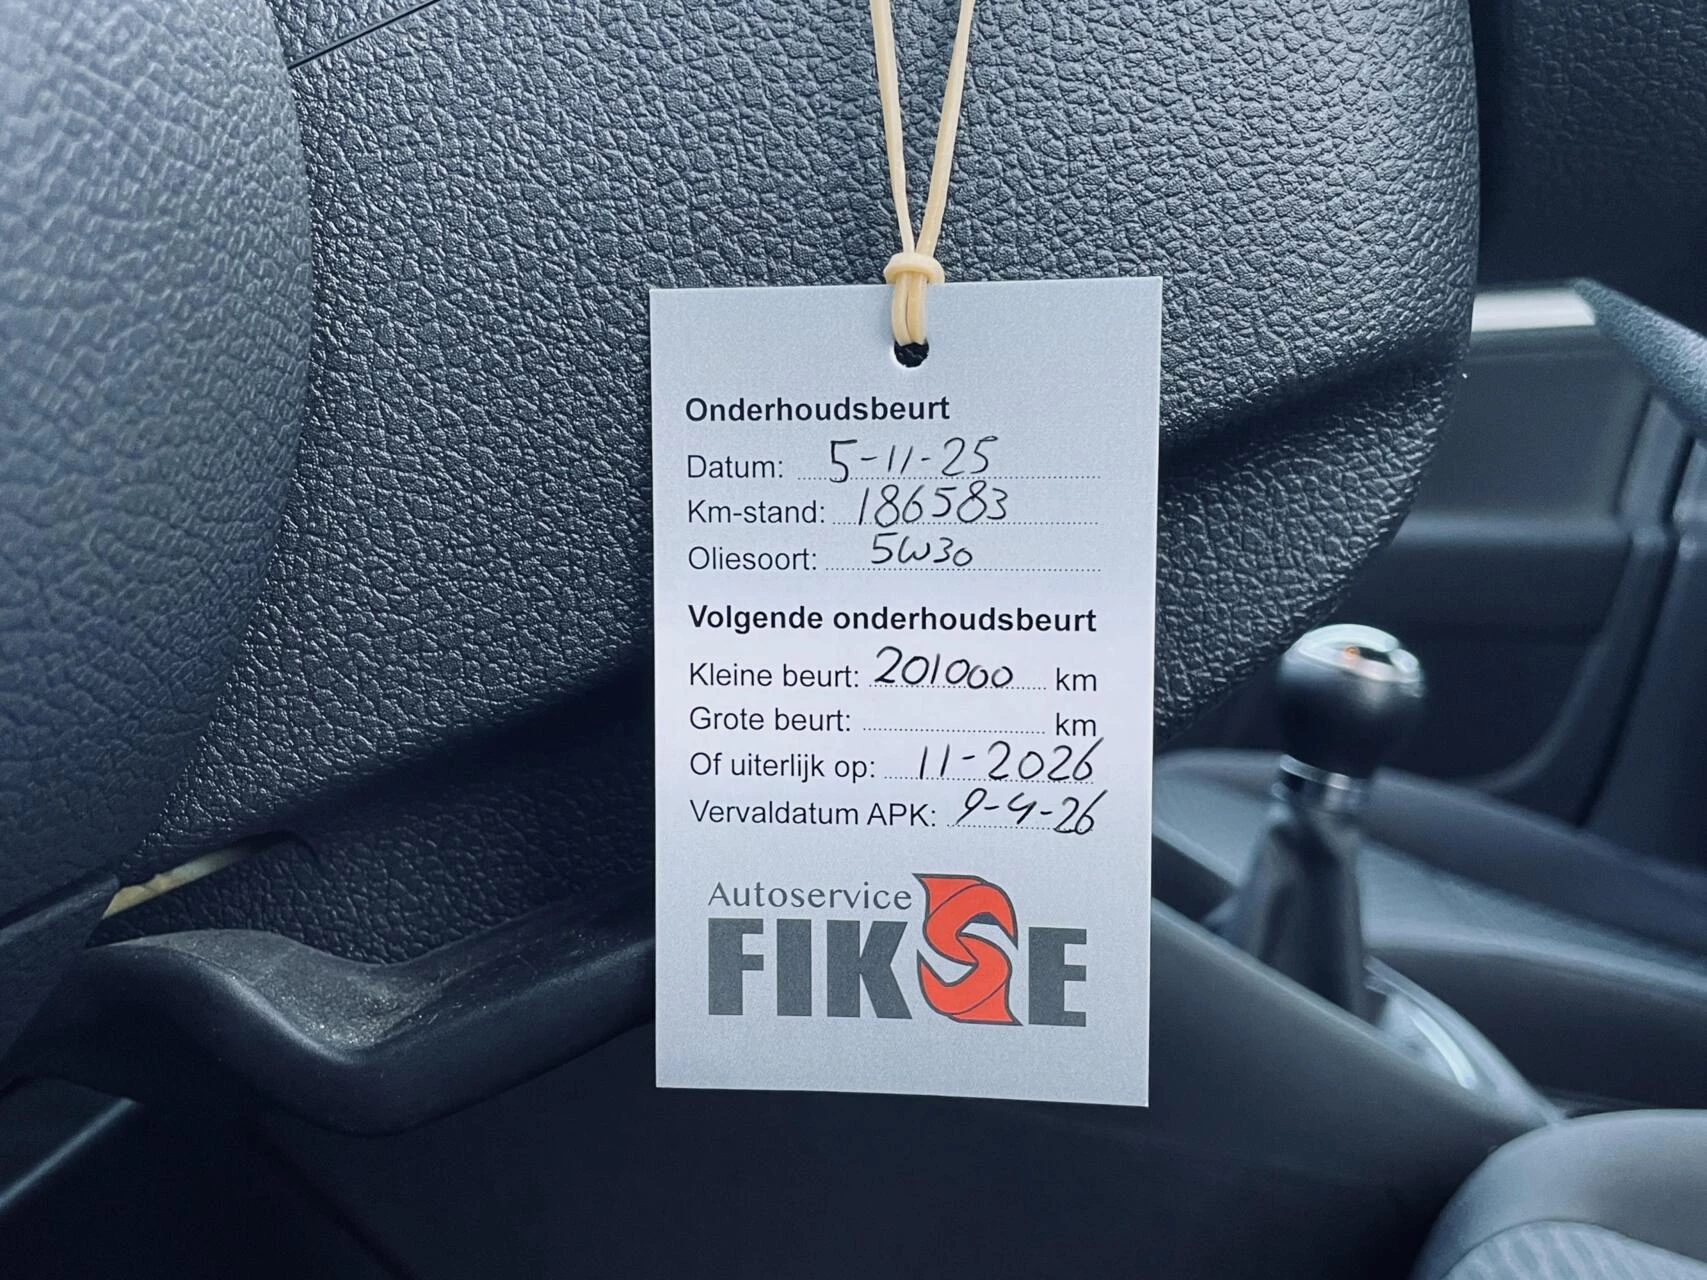 Onderhoudsbeurt
Datum: 5-11-25
Km-stand: 186583
Oliesoort: 5W30
Volgende onderhoudsbeurt
Kleine beurt: 201000 km
Grote beurt: km
Of uiterlijk op: 11-2026
Vervaldatum APK: 9-4-26
Autoservice
FIKSE